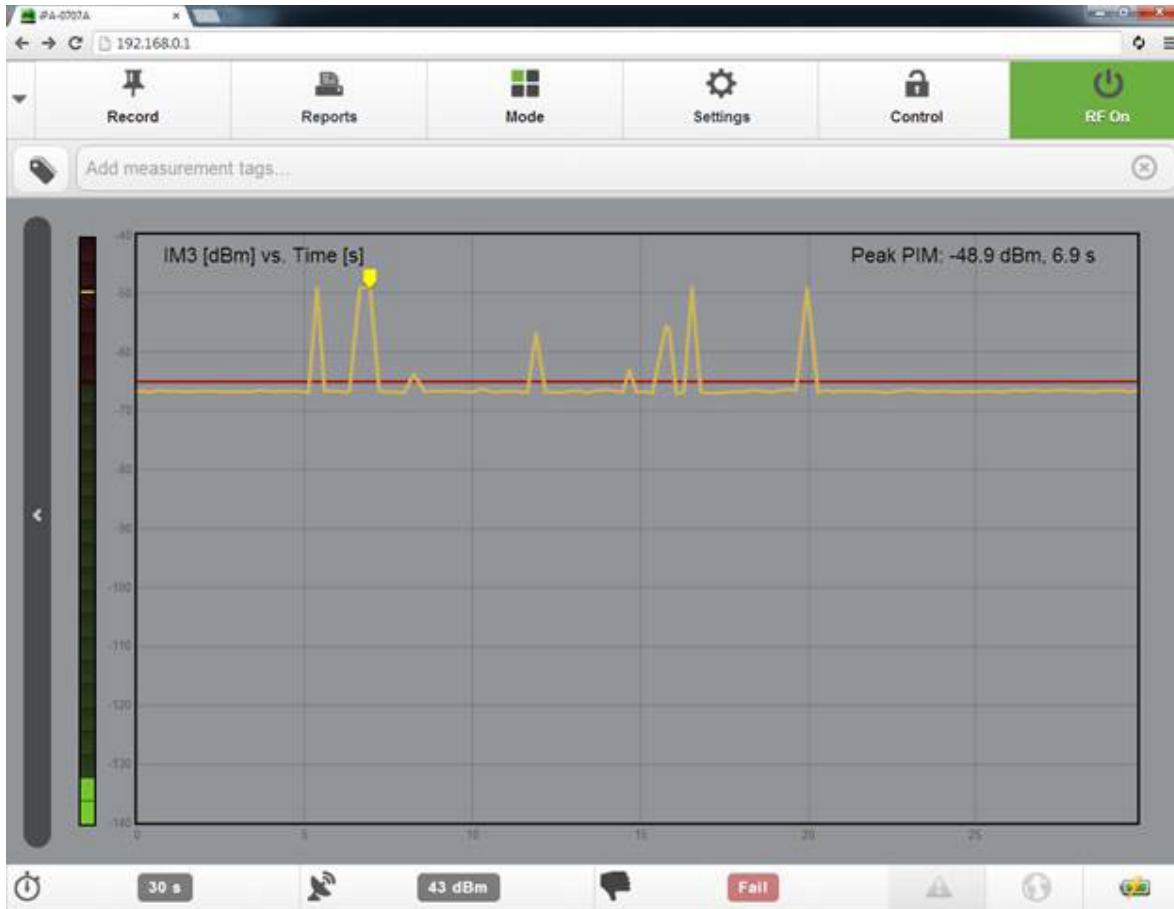 iPA-0707A
192.168.0.1
Record
Reports
Mode
Settings
Control
RF On
Add measurement tags...
IM3 [dBm] vs. Time [s]
Peak PIM: -48.9 dBm, 6.9 s
-40
-50
-60
-70
-80
-90
-100
-110
-120
-130
-140
0
5
10
15
20
25
30 s
43 dBm
Fail